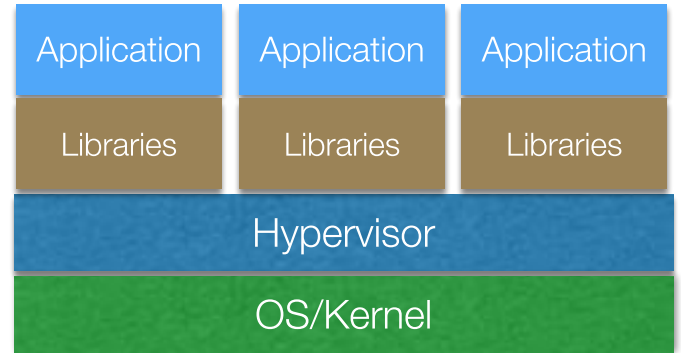 Application Application Application
Libraries Libraries Libraries
Hypervisor
OS/Kernel